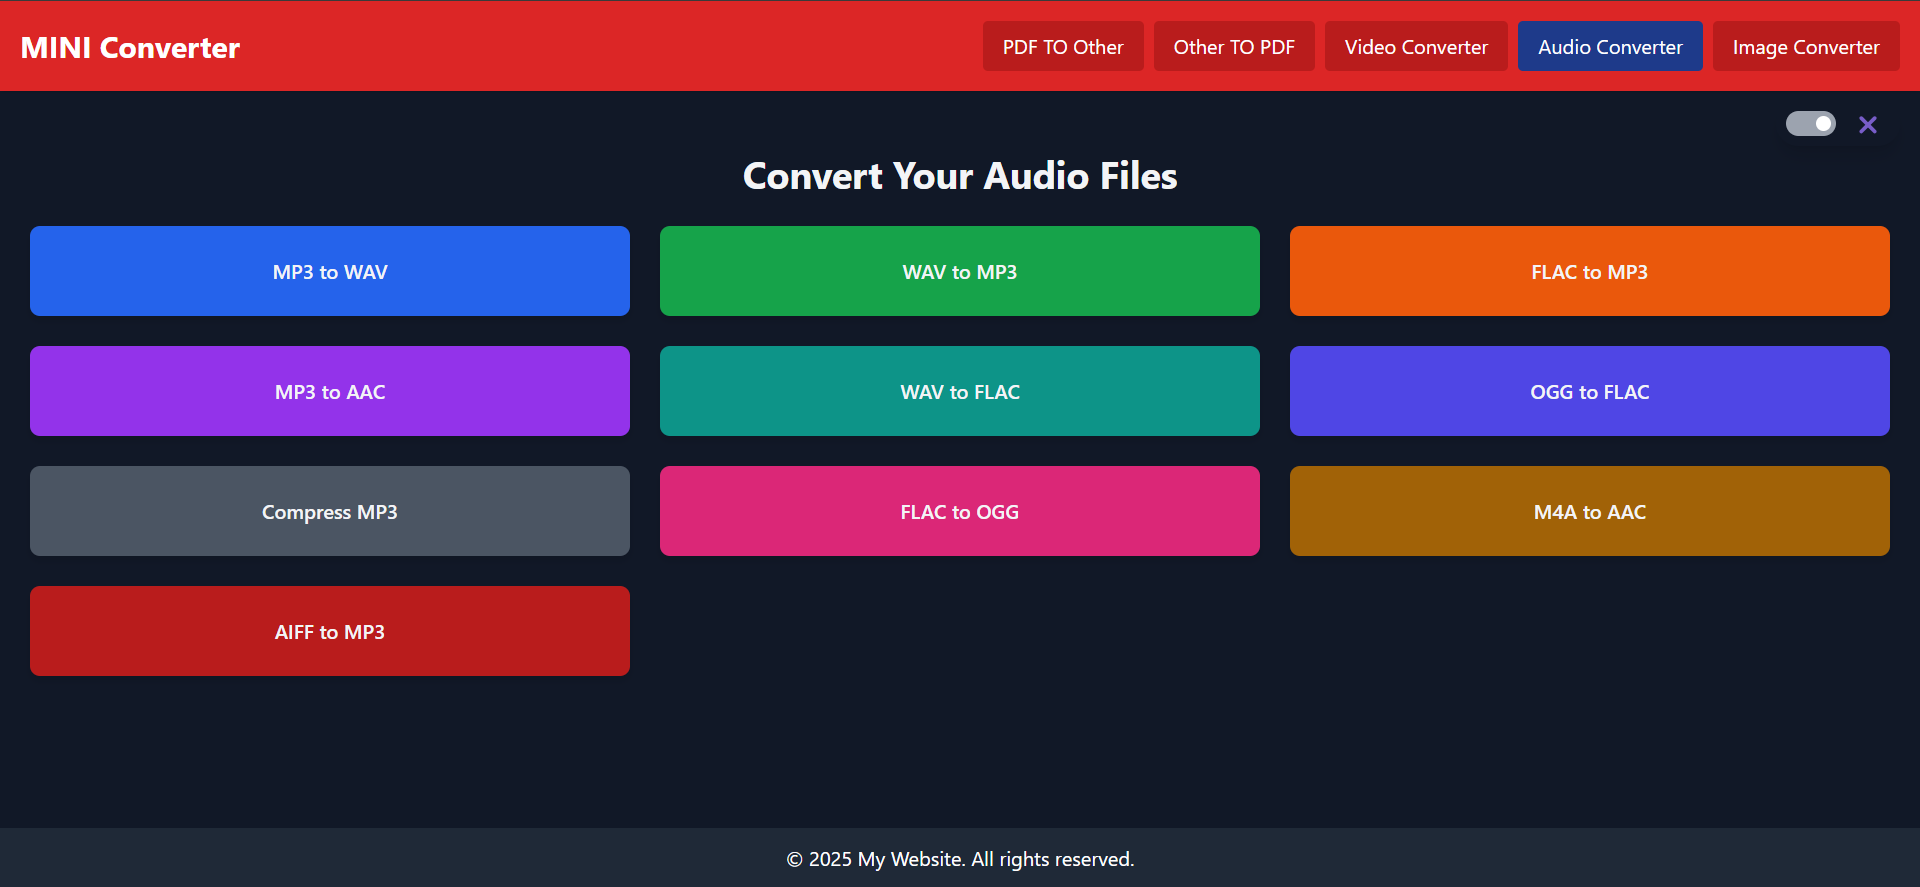 MINI Converter
PDF TO Other
Other TO PDF
Video Converter
Audio Converter
Image Converter
Convert Your Audio Files
MP3 to WAV
WAV to MP3
FLAC to MP3
MP3 to AAC
WAV to FLAC
OGG to FLAC
Compress MP3
FLAC to OGG
M4A to AAC
AIFF to MP3
© 2025 My Website. All rights reserved.